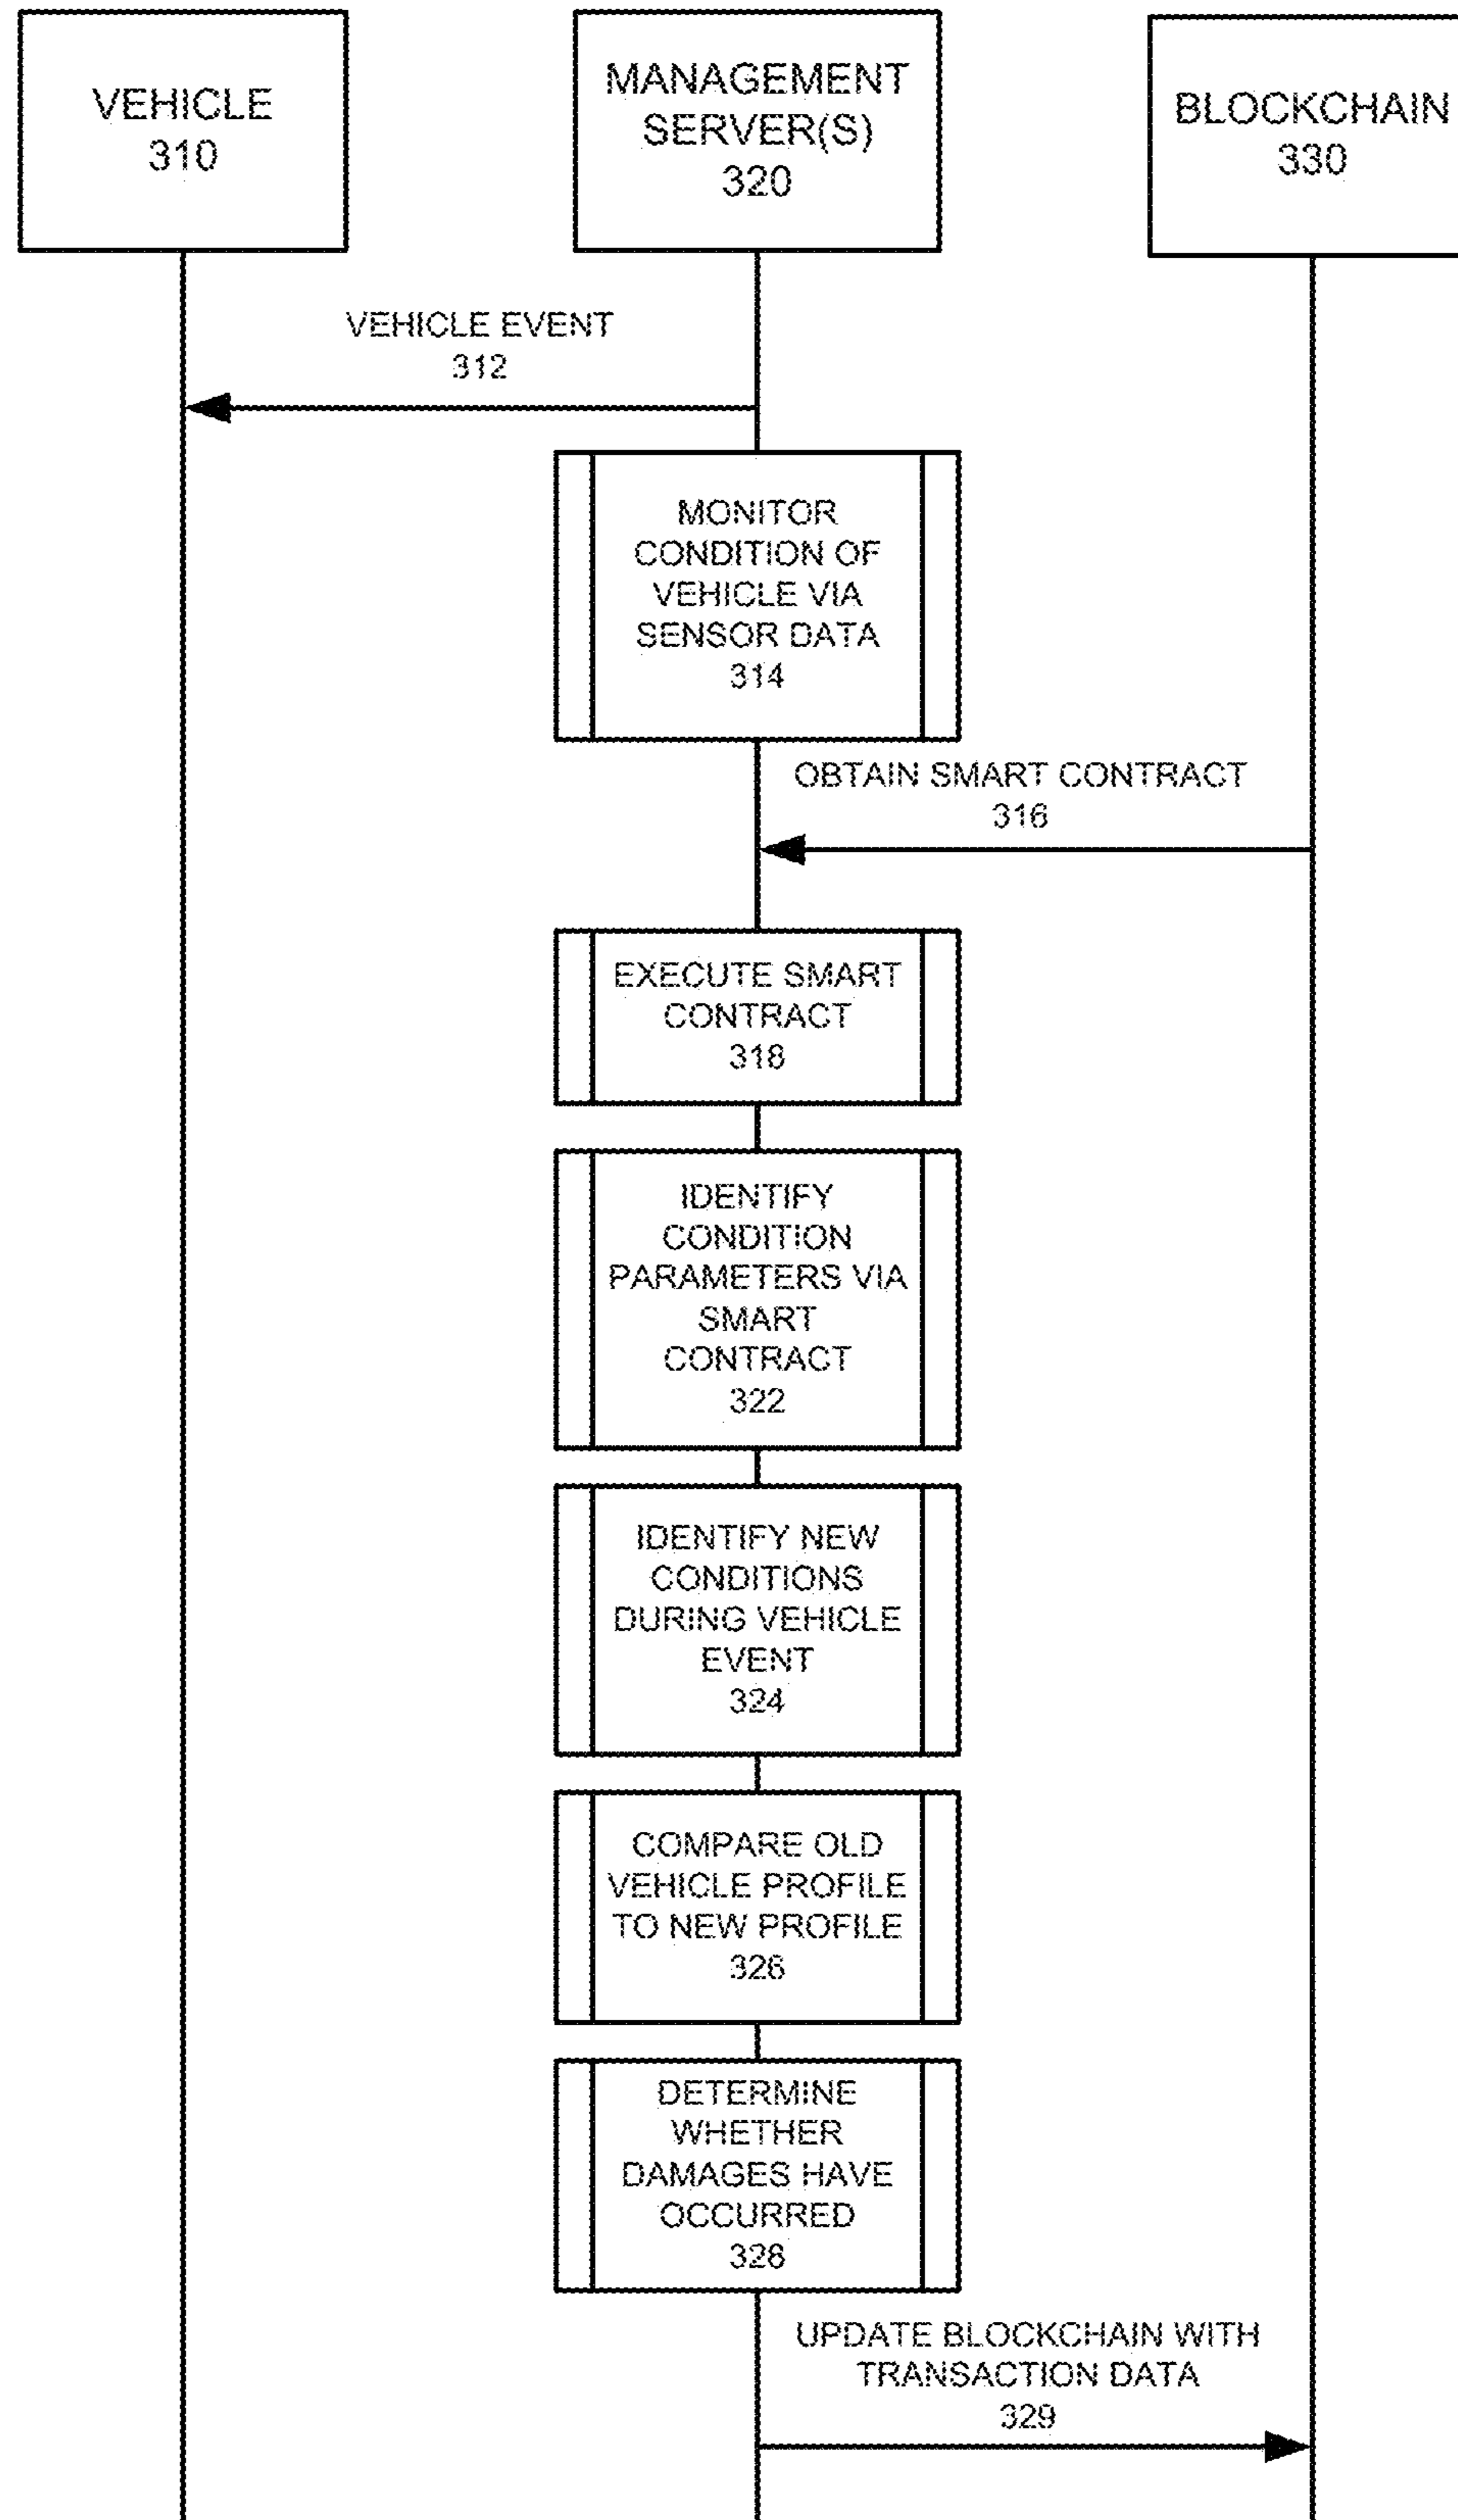 VEHICLE
310
MANAGEMENT
SERVER(S)
320
BLOCKCHAIN
330
VEHICLE EVENT
312
MONITOR
CONDITION OF
VEHICLE VIA
SENSOR DATA
314
OBTAIN SMART CONTRACT
316
EXECUTE SMART
CONTRACT
318
IDENTIFY
CONDITION
PARAMETERS VIA
SMART
CONTRACT
322
IDENTIFY NEW
CONDITIONS
DURING VEHICLE
EVENT
324
COMPARE OLD
VEHICLE PROFILE
TO NEW PROFILE
326
DETERMINE
WHETHER
DAMAGES HAVE
OCCURRED
328
UPDATE BLOCKCHAIN WITH
TRANSACTION DATA
329